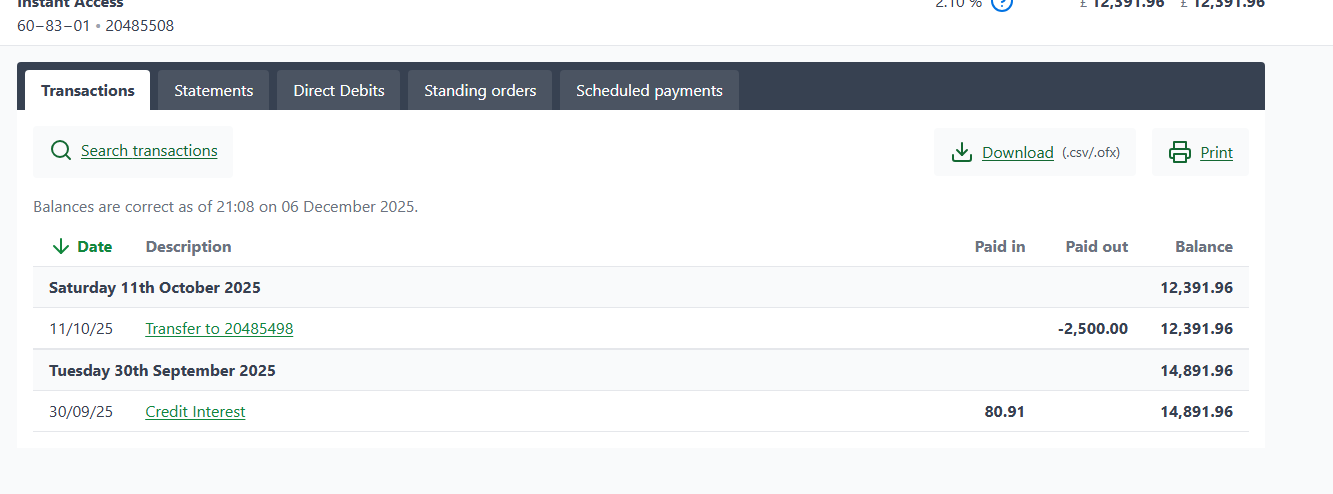 Instant Access
2.10 % ? £ 12,391.96 £ 12,391.96
60-83-01 • 20485508
Transactions Statements Direct Debits Standing orders Scheduled payments
Search transactions Download (.csv/.ofx) Print
Balances are correct as of 21:08 on 06 December 2025.
Date Description Paid in Paid out Balance
Saturday 11th October 2025 12,391.96
11/10/25 Transfer to 20485498 -2,500.00 12,391.96
Tuesday 30th September 2025 14,891.96
30/09/25 Credit Interest 80.91 14,891.96